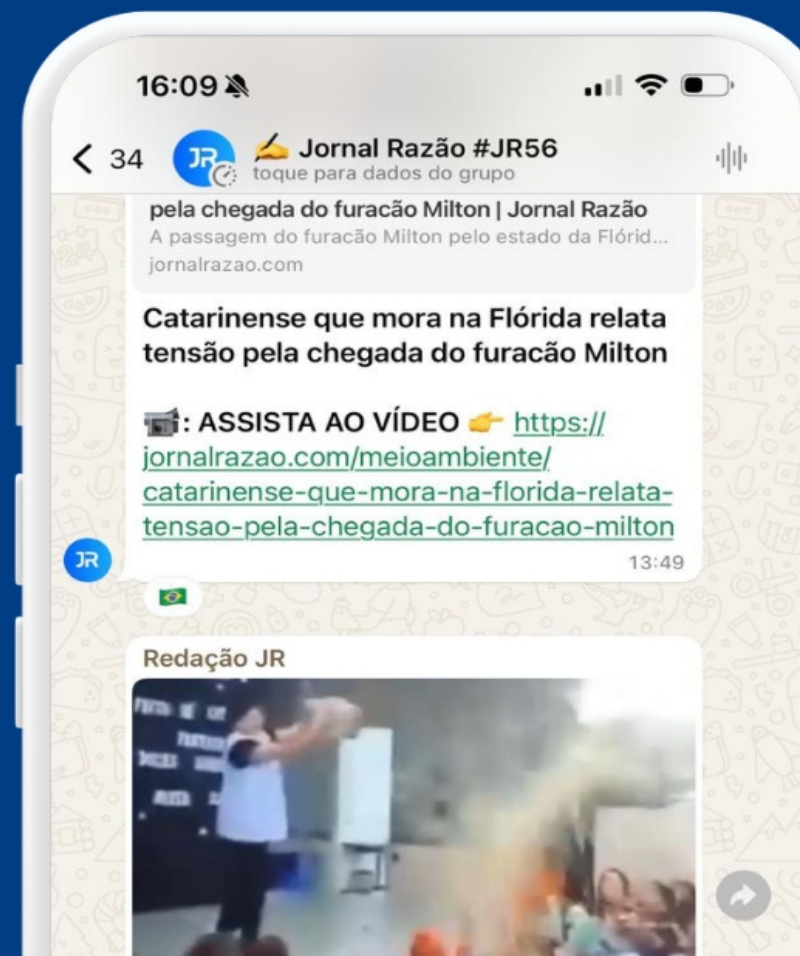 16:09
34
JR
Jornal Razão #JR56
toque para dados do grupo
pela chegada do furacão Milton | Jornal Razão
A passagem do furacão Milton pelo estado da Flórid...
jornalrazao.com
Catarinense que mora na Flórida relata
tensão pela chegada do furacão Milton
: ASSISTA AO VÍDEO 👉 https://
jornalrazao.com/meioambiente/
catarinense-que-mora-na-florida-relata-
tensao-pela-chegada-do-furacao-milton
JR
13:49
Redação JR